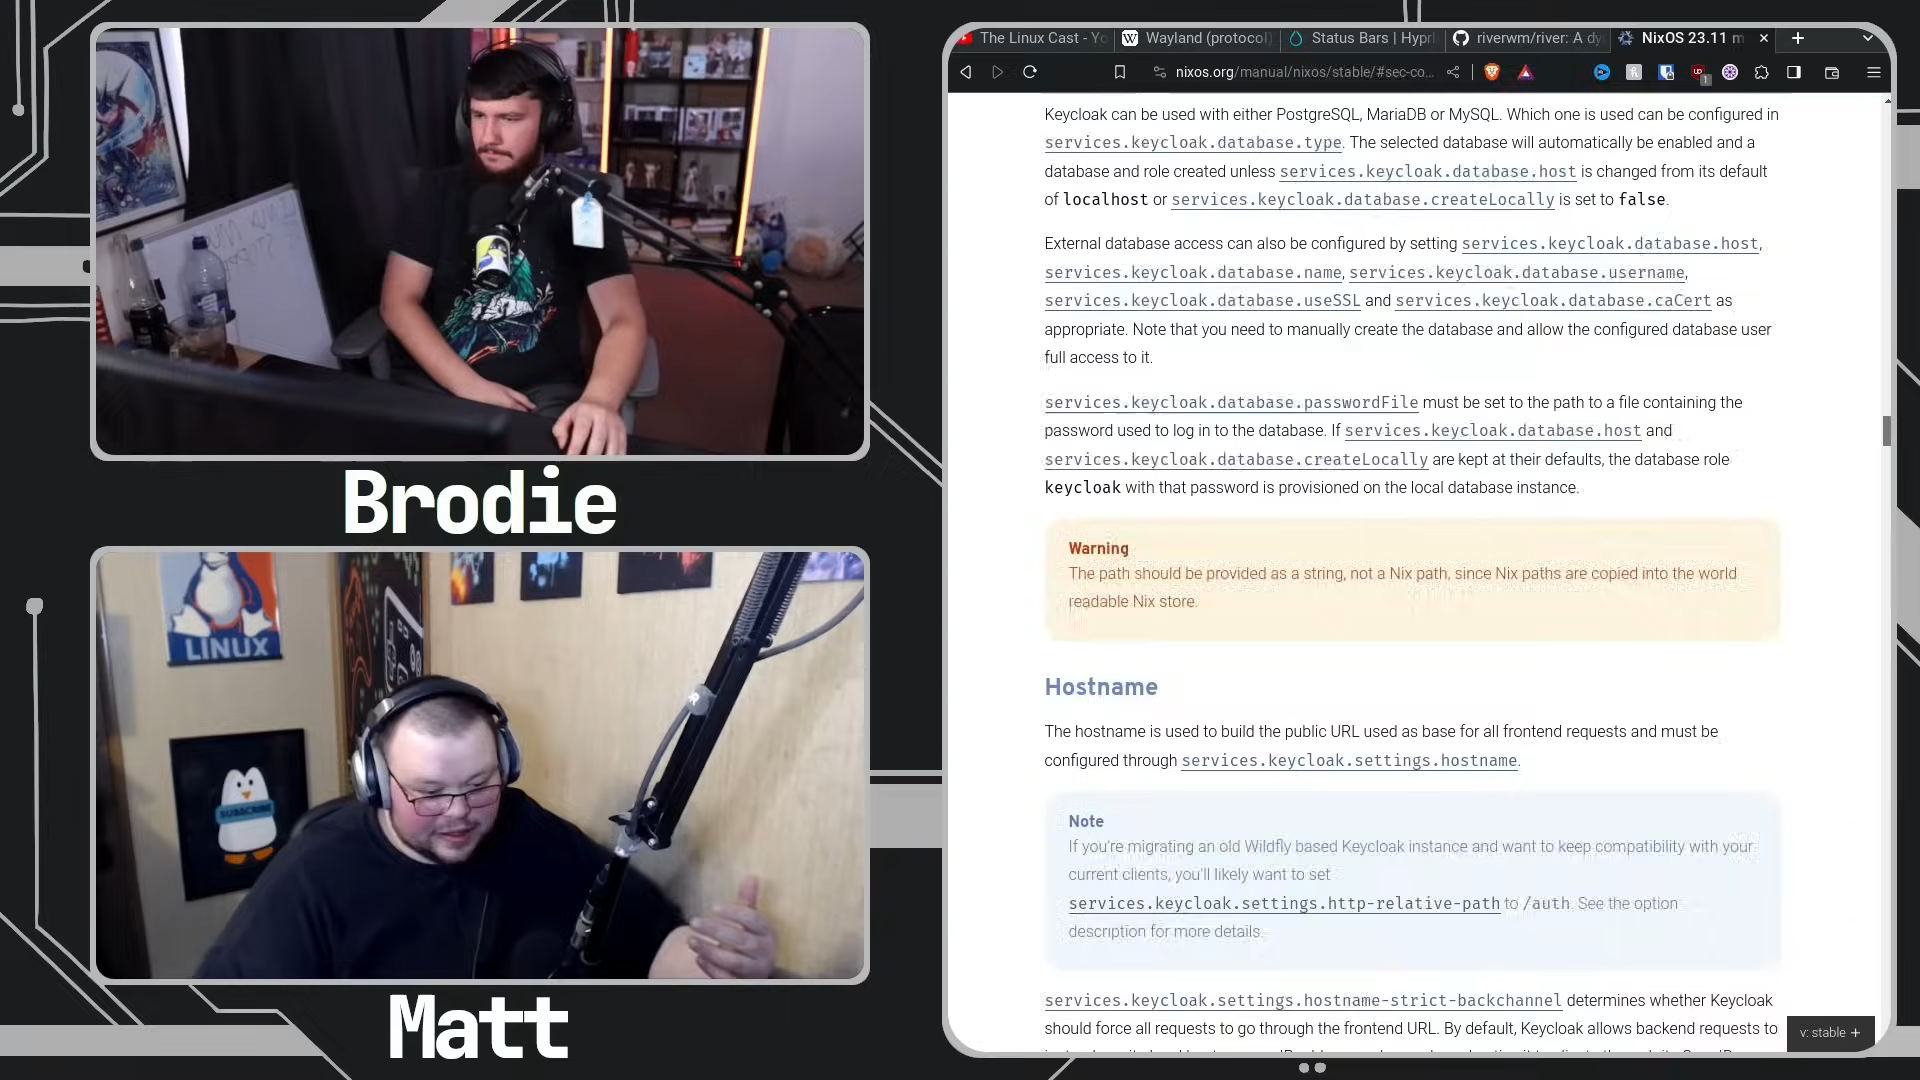 The Linux Cast - Yo
Wayland (protocol)
Status Bars | Hyprl
riverwm/river: A dy
NixOS 23.11 m
nixos.org/manual/nixos/stable/#sec-co...
Keycloak can be used with either PostgreSQL, MariaDB or MySQL. Which one is used can be configured in
services.keycloak.database.type. The selected database will automatically be enabled and a
database and role created unless services.keycloak.database.host is changed from its default
of localhost or services.keycloak.database.createLocally is set to false.
External database access can also be configured by setting services.keycloak.database.host,
services.keycloak.database.name, services.keycloak.database.username,
services.keycloak.database.useSSL and services.keycloak.database.caCert as
appropriate. Note that you need to manually create the database and allow the configured database user
full access to it.
services.keycloak.database.passwordFile must be set to the path to a file containing the
password used to log in to the database. If services.keycloak.database.host and
services.keycloak.database.createLocally are kept at their defaults, the database role
keycloak with that password is provisioned on the local database instance.
Warning
The path should be provided as a string, not a Nix path, since Nix paths are copied into the world
readable Nix store.
Hostname
The hostname is used to build the public URL used as base for all frontend requests and must be
configured through services.keycloak.settings.hostname.
Note
If you're migrating an old Wildfly based Keycloak instance and want to keep compatibility with your
current clients, you'll likely want to set
services.keycloak.settings.http-relative-path to /auth. See the option
description for more details.
services.keycloak.settings.hostname-strict-backchannel determines whether Keycloak
should force all requests to go through the frontend URL. By default, Keycloak allows backend requests to
v: stable +
Brodie
LINUX
SUBSCRIBE
Matt